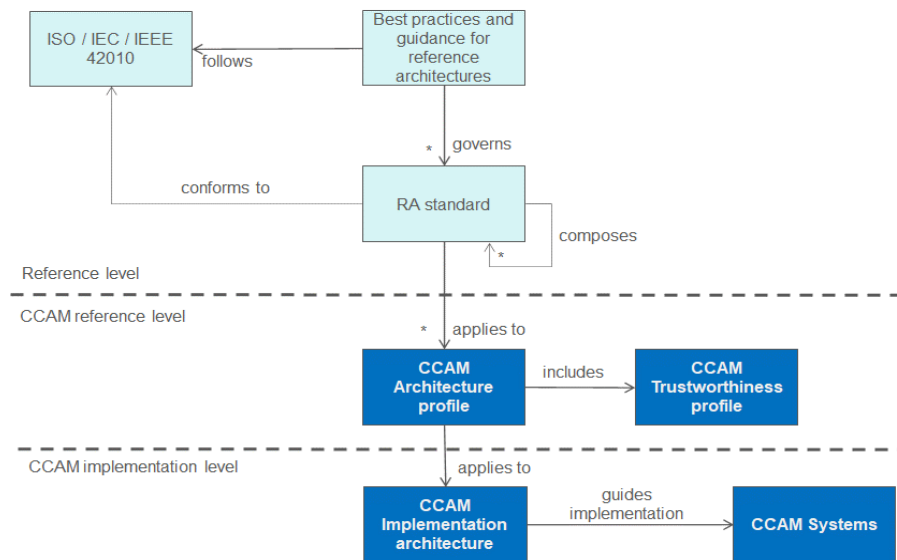 ISO / IEC / IEEE
42010
Best practices and
guidance for
reference
architectures
follows
*
governs
conforms to
RA standard
composes
*
Reference level
CCAM reference level
*
applies to
CCAM
Architecture
profile
includes
CCAM
Trustworthiness
profile
CCAM implementation level
applies to
CCAM
Implementation
architecture
guides
implementation
CCAM Systems